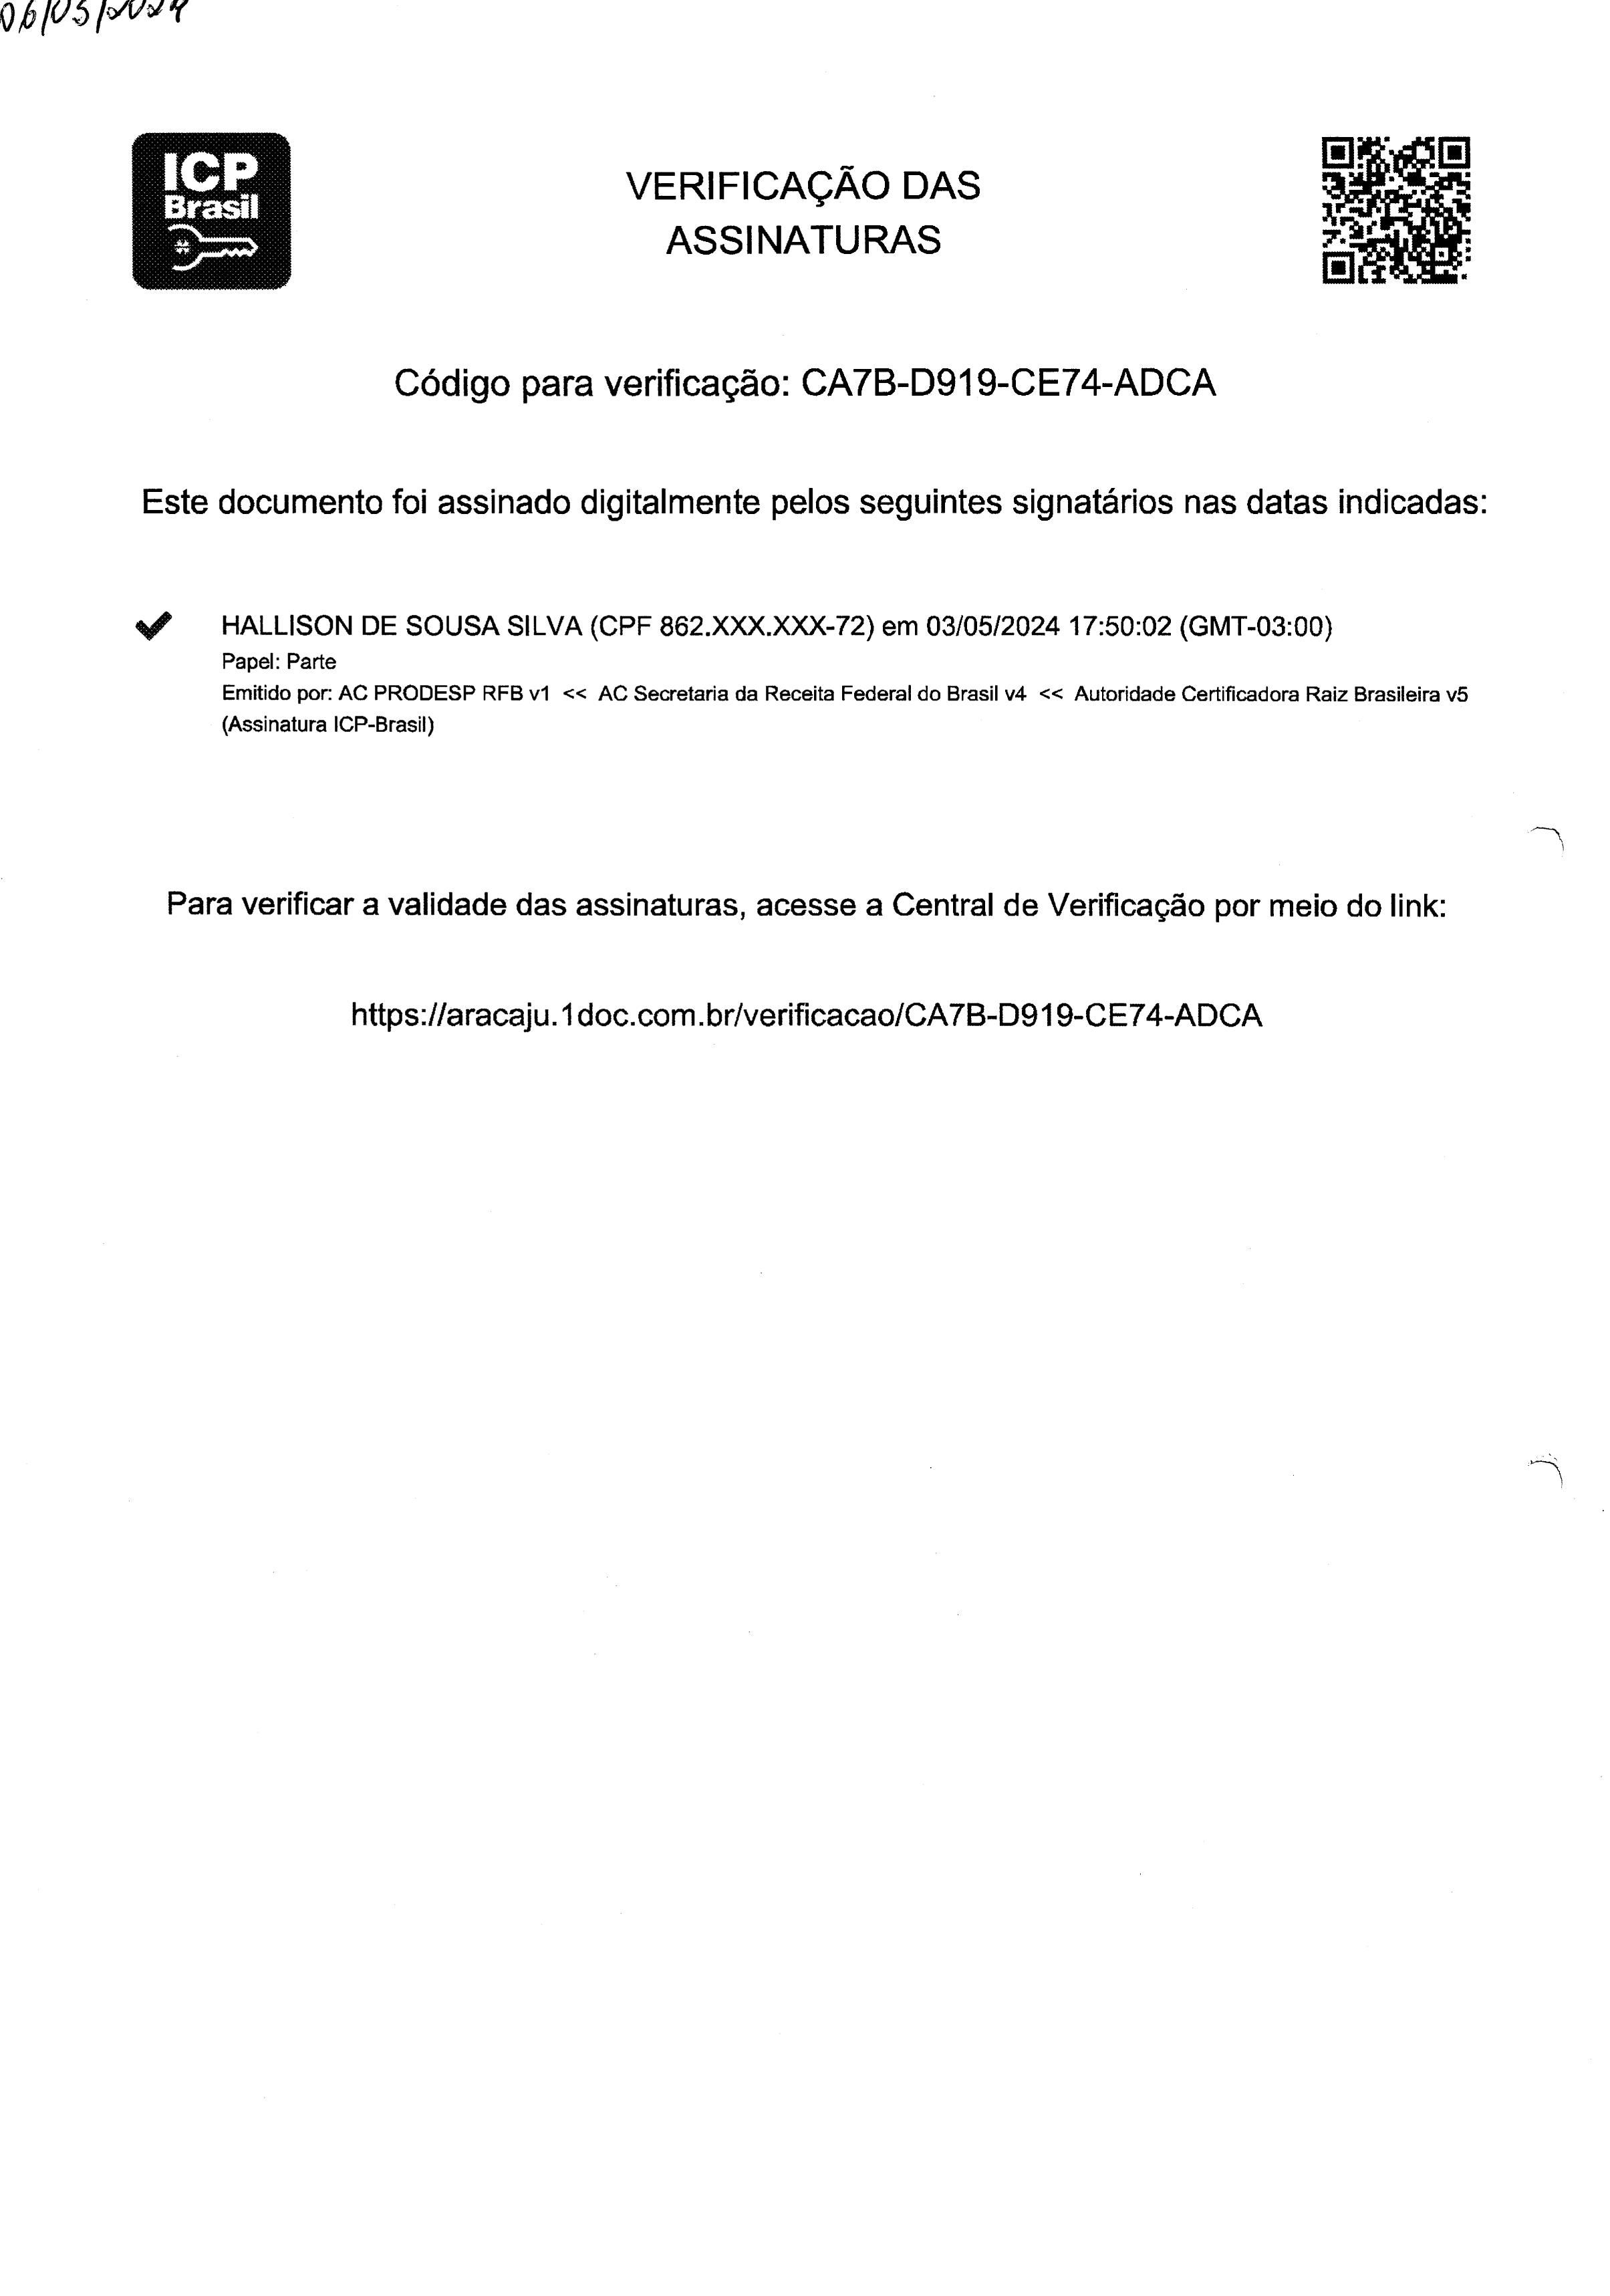 06/05/2024
ICP
Brasil
VERIFICAÇÃO DAS
ASSINATURAS
Código para verificação: CA7B-D919-CE74-ADCA
Este documento foi assinado digitalmente pelos seguintes signatários nas datas indicadas:
HALLISON DE SOUSA SILVA (CPF 862.XXX.XXX-72) em 03/05/2024 17:50:02 (GMT-03:00)
Papel: Parte
Emitido por: AC PRODESP RFB v1 << AC Secretaria da Receita Federal do Brasil v4 << Autoridade Certificadora Raiz Brasileira v5
(Assinatura ICP-Brasil)
Para verificar a validade das assinaturas, acesse a Central de Verificação por meio do link:
https://aracaju.1doc.com.br/verificacao/CA7B-D919-CE74-ADCA